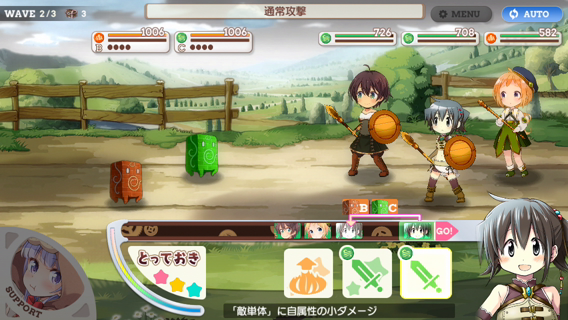 WAVE 2/3 3
通常攻撃
MENU
AUTO
1006
B
1006
C
726
708
582
B C
GO!
とっておき
SUPPORT
「敵単体」に自属性の小ダメージ